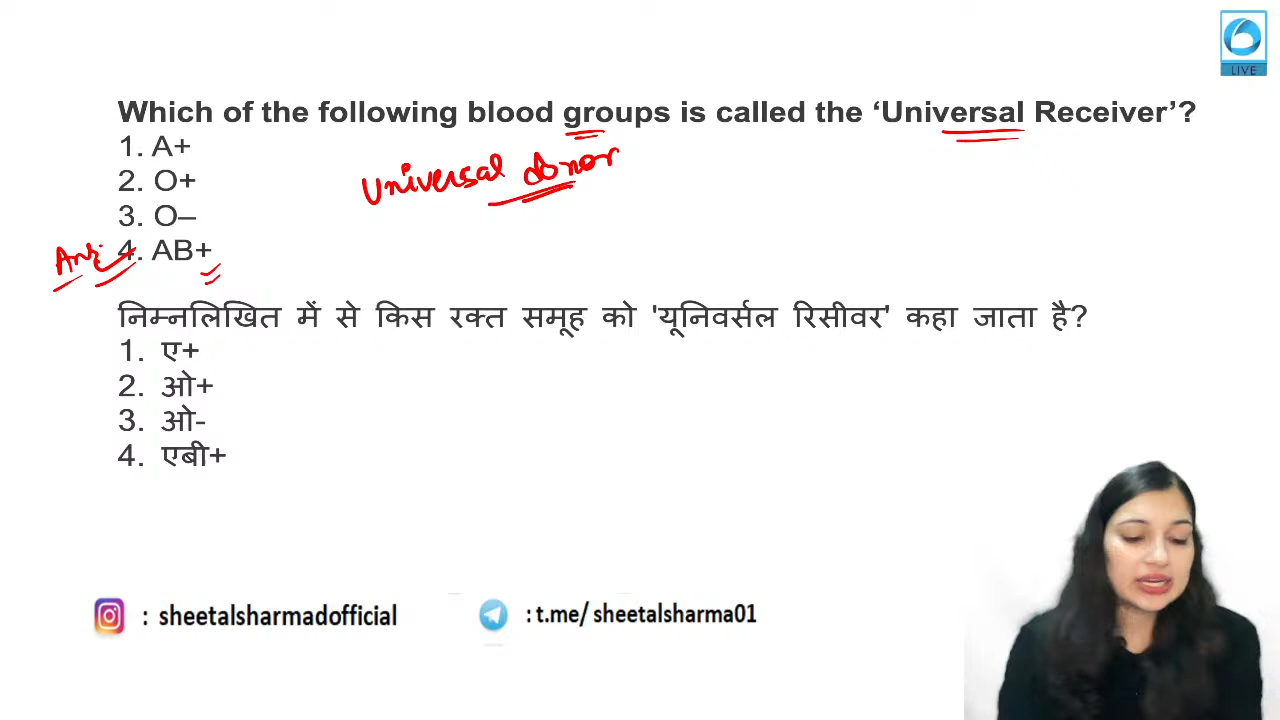 LIVE
Which of the following blood groups is called the ‘Universal Receiver’?
1. A+
Universal donor
2. O+
3. O–
Ans. 4. AB+
निम्नलिखित में से किस रक्त समूह को 'यूनिवर्सल रिसीवर' कहा जाता है?
1. ए+
2. ओ+
3. ओ-
4. एबी+
: sheetalsharmadofficial
: t.me/ sheetalsharma01